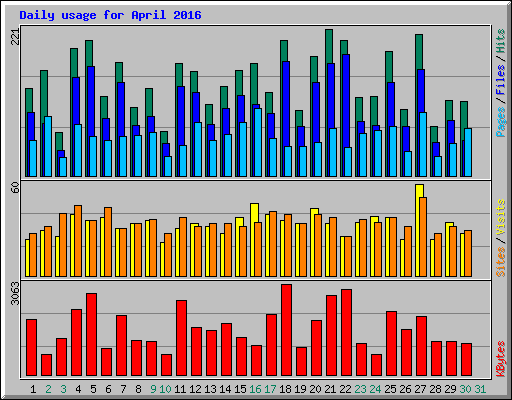 Daily usage for April 2016
221
Pages / Files / Hits
60
Sites / Visits
3063
KBytes
1 2 3 4 5 6 7 8 9 10 11 12 13 14 15 16 17 18 19 20 21 22 23 24 25 26 27 28 29 30 31